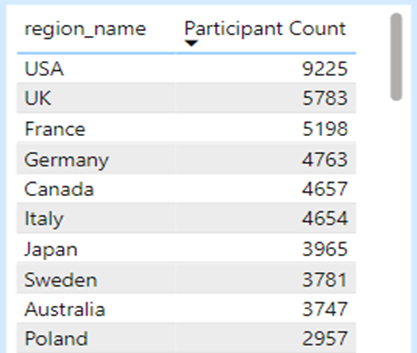 region_name Participant Count
USA 9225
UK 5783
France 5198
Germany 4763
Canada 4657
Italy 4654
Japan 3965
Sweden 3781
Australia 3747
Poland 2957